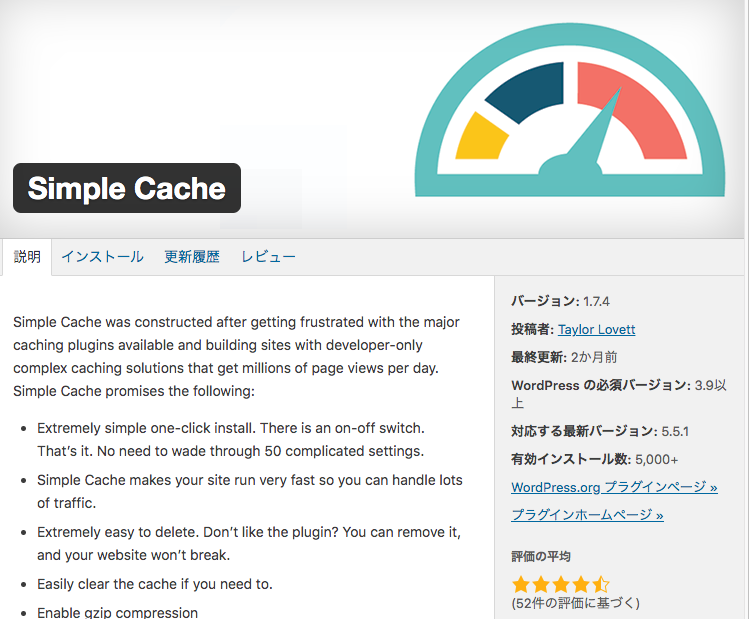 Simple Cache
説明 インストール 更新履歴 レビュー
Simple Cache was constructed after getting frustrated with the major
caching plugins available and building sites with developer-only
complex caching solutions that get millions of page views per day.
Simple Cache promises the following:
• Extremely simple one-click install. There is an on-off switch.
That’s it. No need to wade through 50 complicated settings.
• Simple Cache makes your site run very fast so you can handle lots
of traffic.
• Extremely easy to delete. Don’t like the plugin? You can remove it,
and your website won’t break.
• Easily clear the cache if you need to.
• Enable gzip compression
バージョン: 1.7.4
投稿者: Taylor Lovett
最終更新: 2か月前
WordPress の必須バージョン: 3.9以
上
対応する最新バージョン: 5.5.1
有効インストール数: 5,000+
WordPress.org プラグインページ »
プラグインホームページ »
評価の平均
(52件の評価に基づく)